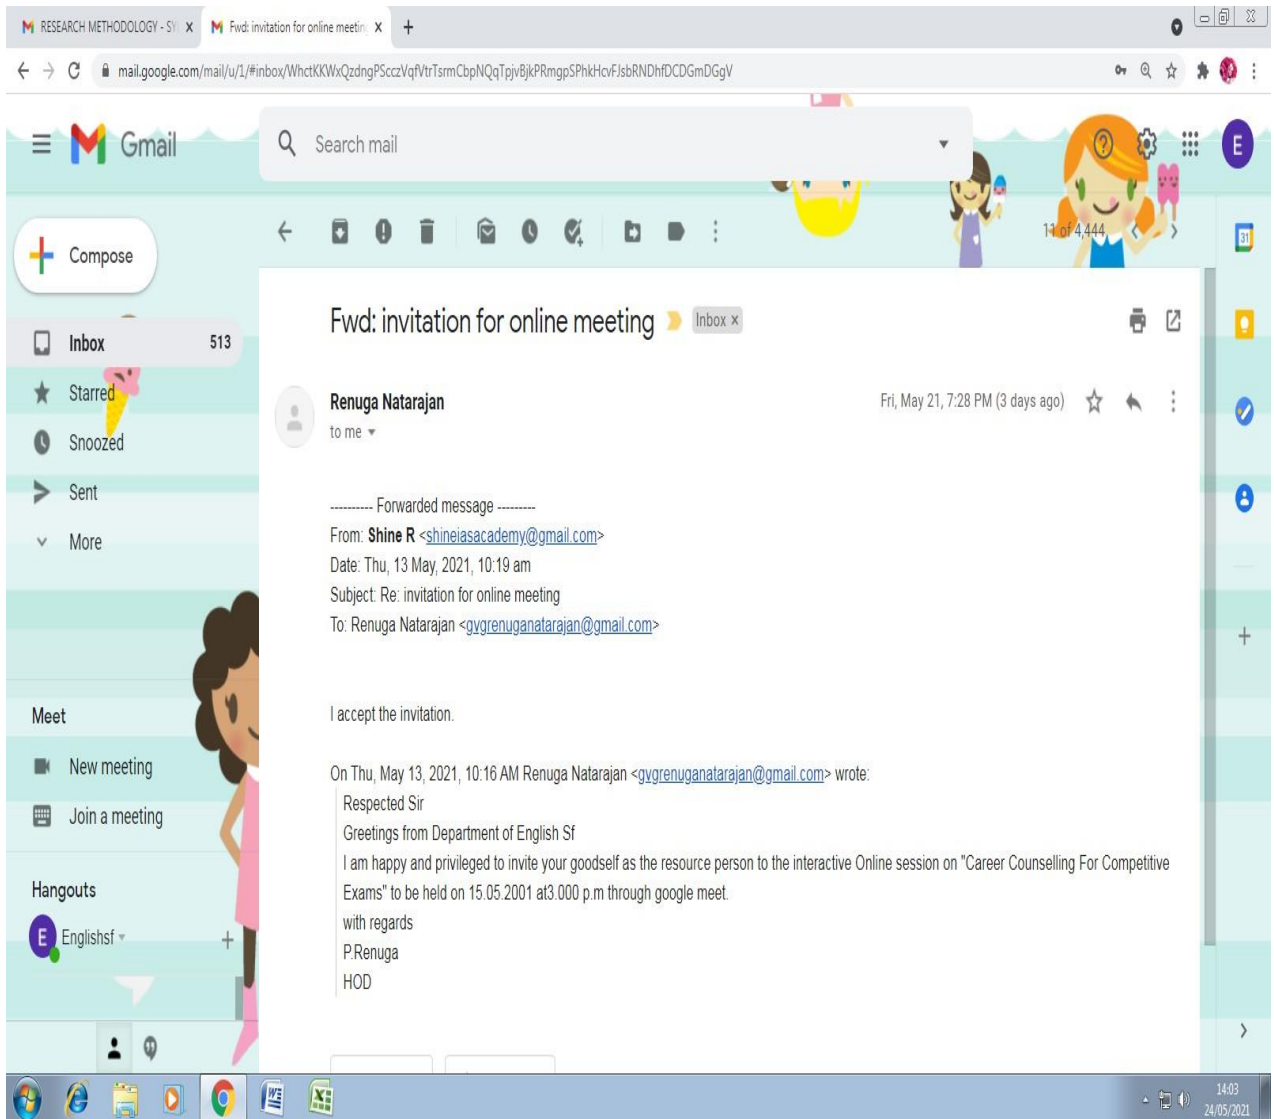 RESEARCH METHODOLOGY - SY
Fwd: invitation for online meetin
mail.google.com/mail/u/1/#inbox/WhctKKWxQzdngPSczzVqfVtrTsrmCbpNQqTpjvBjkPRmgpSPhkHcvFJsbRNDhfDCDGmDGgV
Gmail
Search mail
E
Compose
11 of 4,444
31
Fwd: invitation for online meeting
Inbox x
Inbox 513
Starred
Snoozed
Sent
More
Renuga Natarajan
Fri, May 21, 7:28 PM (3 days ago)
to me
---------- Forwarded message ---------
From: Shine R <shineiasacademy@gmail.com>
Date: Thu, 13 May, 2021, 10:19 am
Subject: Re: invitation for online meeting
To: Renuga Natarajan <gvgrenuganatarajan@gmail.com>
I accept the invitation.
On Thu, May 13, 2021, 10:16 AM Renuga Natarajan <gvgrenuganatarajan@gmail.com> wrote:
Respected Sir
Greetings from Department of English Sf
I am happy and privileged to invite your goodself as the resource person to the interactive Online session on "Career Counselling For Competitive
Exams" to be held on 15.05.2001 at3.000 p.m through google meet.
with regards
P.Renuga
HOD
Meet
New meeting
Join a meeting
Hangouts
E Englishsf
14:03
24/05/2021